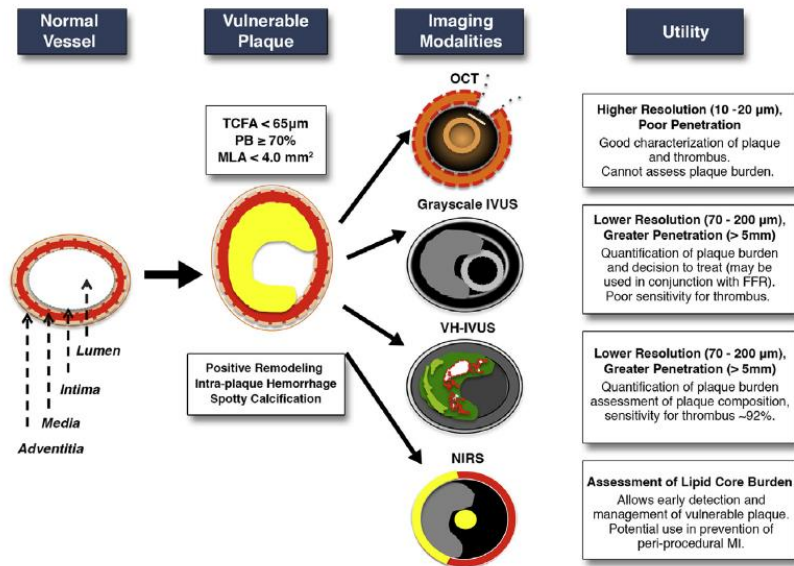 Normal
Vessel
Vulnerable
Plaque
Imaging
Modalities
Utility
TCFA < 65µm
PB ≥ 70%
MLA < 4.0 mm²
Lumen
Intima
Media
Adventitia
Positive Remodeling
Intra-plaque Hemorrhage
Spotty Calcification
OCT
Grayscale IVUS
VH-IVUS
NIRS
Higher Resolution (10 -20 µm),
Poor Penetration
Good characterization of plaque
and thrombus.
Cannot assess plaque burden.
Lower Resolution (70 - 200 µm),
Greater Penetration (> 5mm)
Quantification of plaque burden
and decision to treat (may be
used in conjunction with FFR).
Poor sensitivity for thrombus.
Lower Resolution (70 - 200 µm),
Greater Penetration (> 5mm)
Quantification of plaque burden
assessment of plaque composition,
sensitivity for thrombus ~92%.
Assessment of Lipid Core Burden
Allows early detection and
management of vulnerable plaque.
Potential use in prevention of
peri-procedural MI.